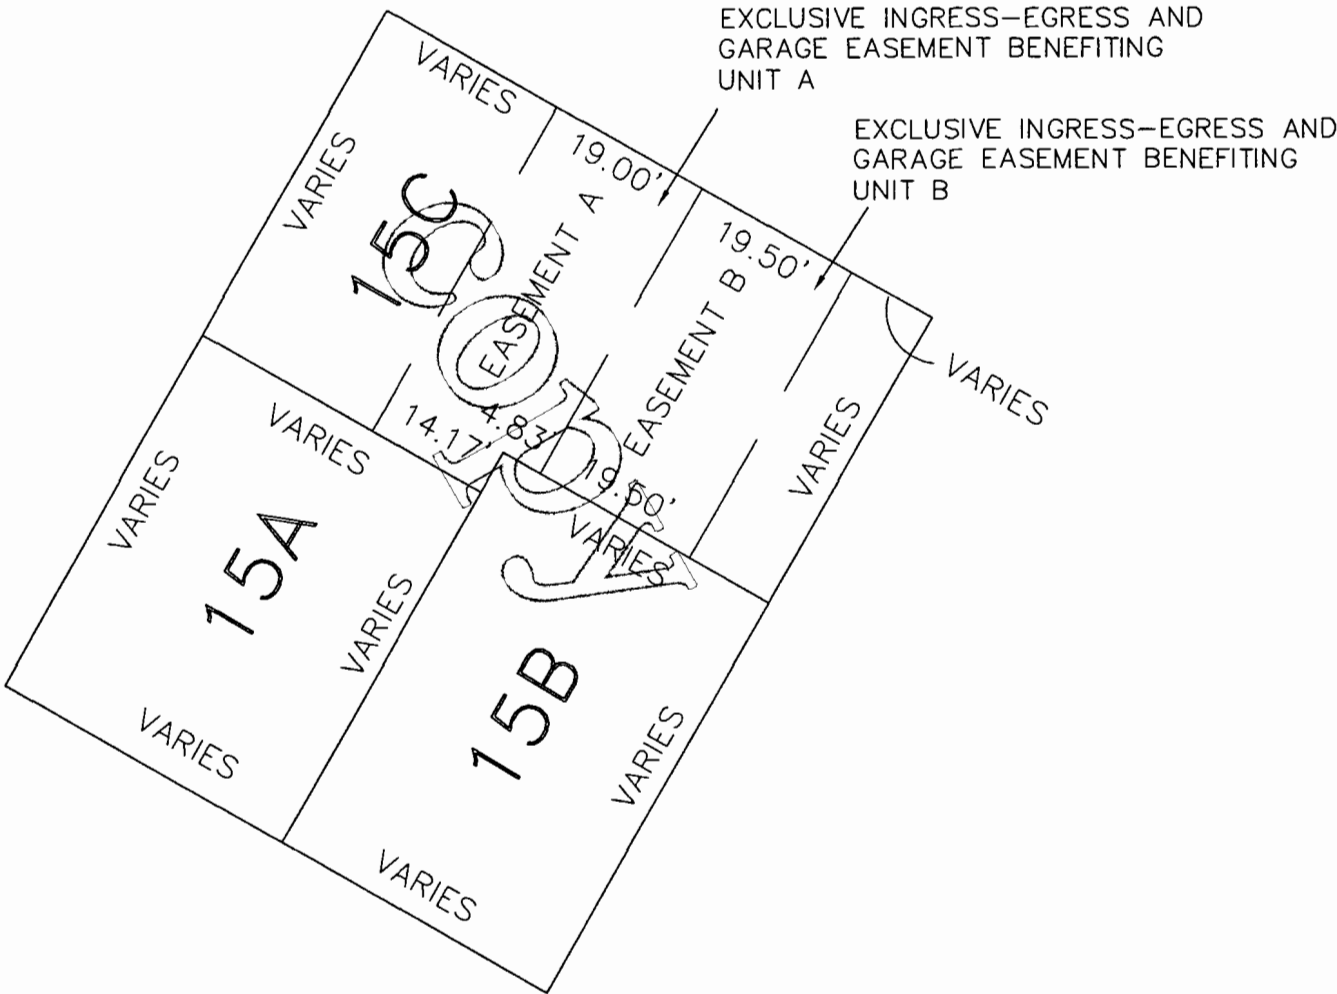 EXCLUSIVE INGRESS-EGRESS AND
GARAGE EASEMENT BENEFITING
UNIT A
EXCLUSIVE INGRESS-EGRESS AND
GARAGE EASEMENT BENEFITING
UNIT B
VARIES
19.00'
19.50'
VARIES
15C
EASEMENT A
EASEMENT B
VARIES
VARIES
14.17'
4.83'
19.50'
VARIES
VARIES
VARIES
15A
VARIES
VARIES
15B
VARIES
VARIES
VARIES
Copy